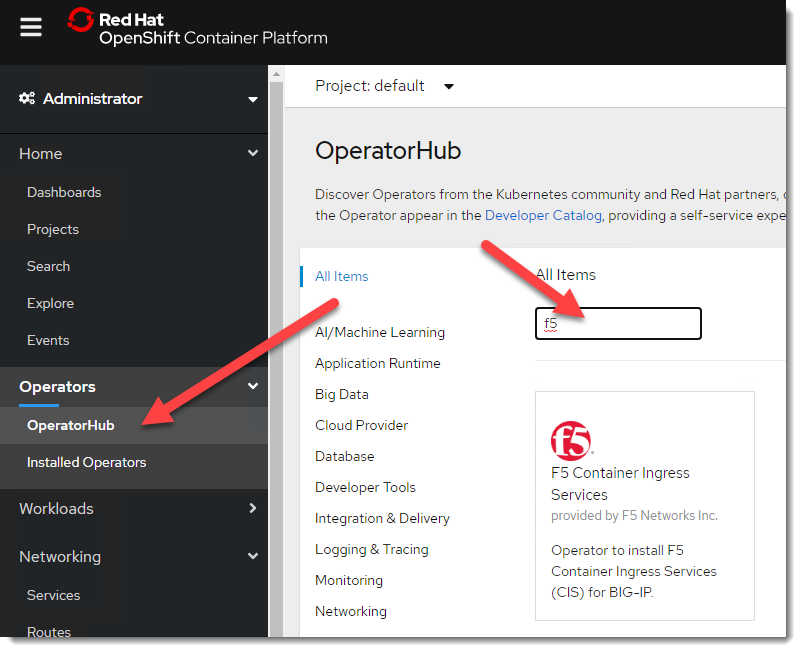 Red Hat
OpenShift Container Platform
Administrator
Home
Dashboards
Projects
Search
Explore
Events
Operators
OperatorHub
Installed Operators
Workloads
Networking
Services
Routes
Project: default
OperatorHub
Discover Operators from the Kubernetes community and Red Hat partners,
the Operator appear in the Developer Catalog, providing a self-service expe
All Items
AI/Machine Learning
Application Runtime
Big Data
Cloud Provider
Database
Developer Tools
Integration & Delivery
Logging & Tracing
Monitoring
Networking
All Items
f5
f5
F5 Container Ingress
Services
provided by F5 Networks Inc.
Operator to install F5
Container Ingress Services
(CIS) for BIG-IP.